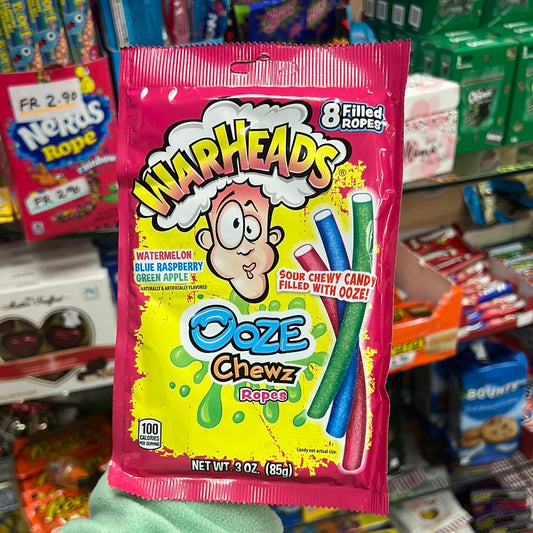 FR 2.90
NeRds
Rope
rainbow
FR 2.90
8 Filled
ROPES
WARHEADS®
WATERMELON
BLUE RASPBERRY
GREEN APPLE
NATURALLY & ARTIFICIALLY FLAVORED
SOUR CHEWY CANDY
FILLED WITH OOZE!
OOZE
Chewz
Ropes
100
CALORIES
PER SERVING
Candy not actual size.
NET WT. 3 OZ. (85g)
BOUNTY